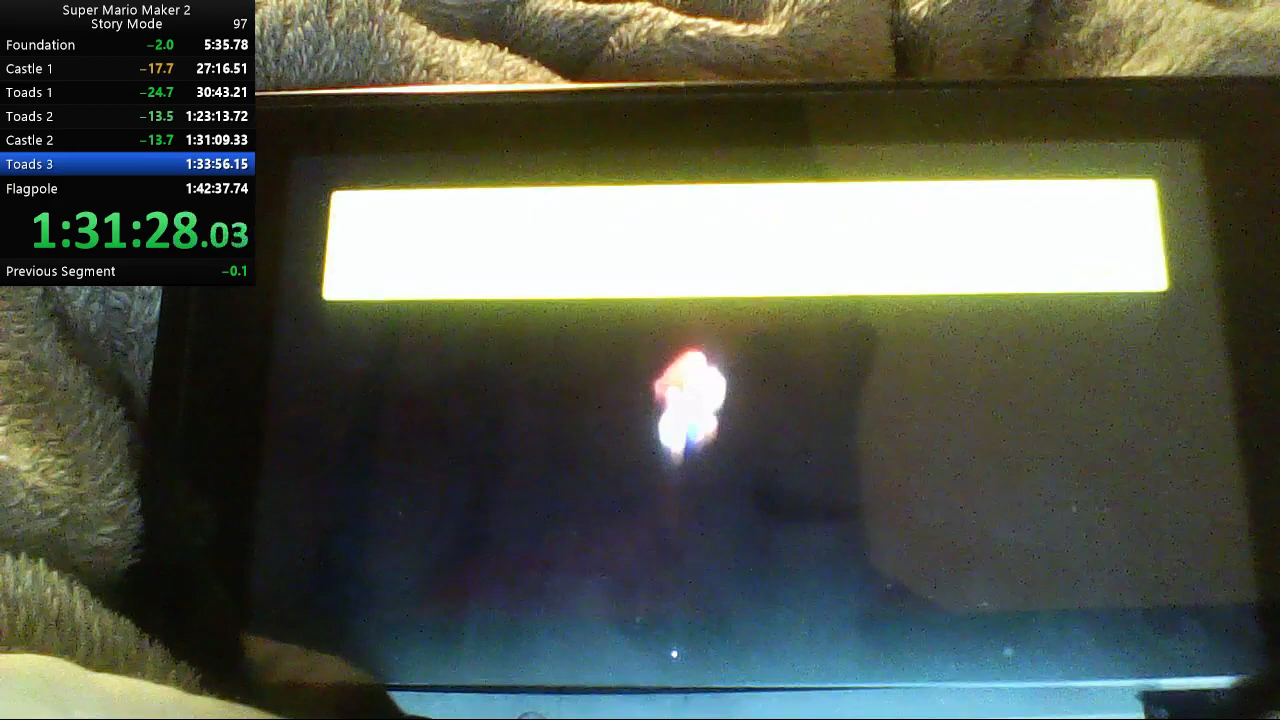 Super Mario Maker 2
Story Mode 97
Foundation −2.0 5:35.78
Castle 1 −17.7 27:16.51
Toads 1 −24.7 30:43.21
Toads 2 −13.5 1:23:13.72
Castle 2 −13.7 1:31:09.33
Toads 3 1:33:56.15
Flagpole 1:42:37.74
1:31:28.03
Previous Segment −0.1